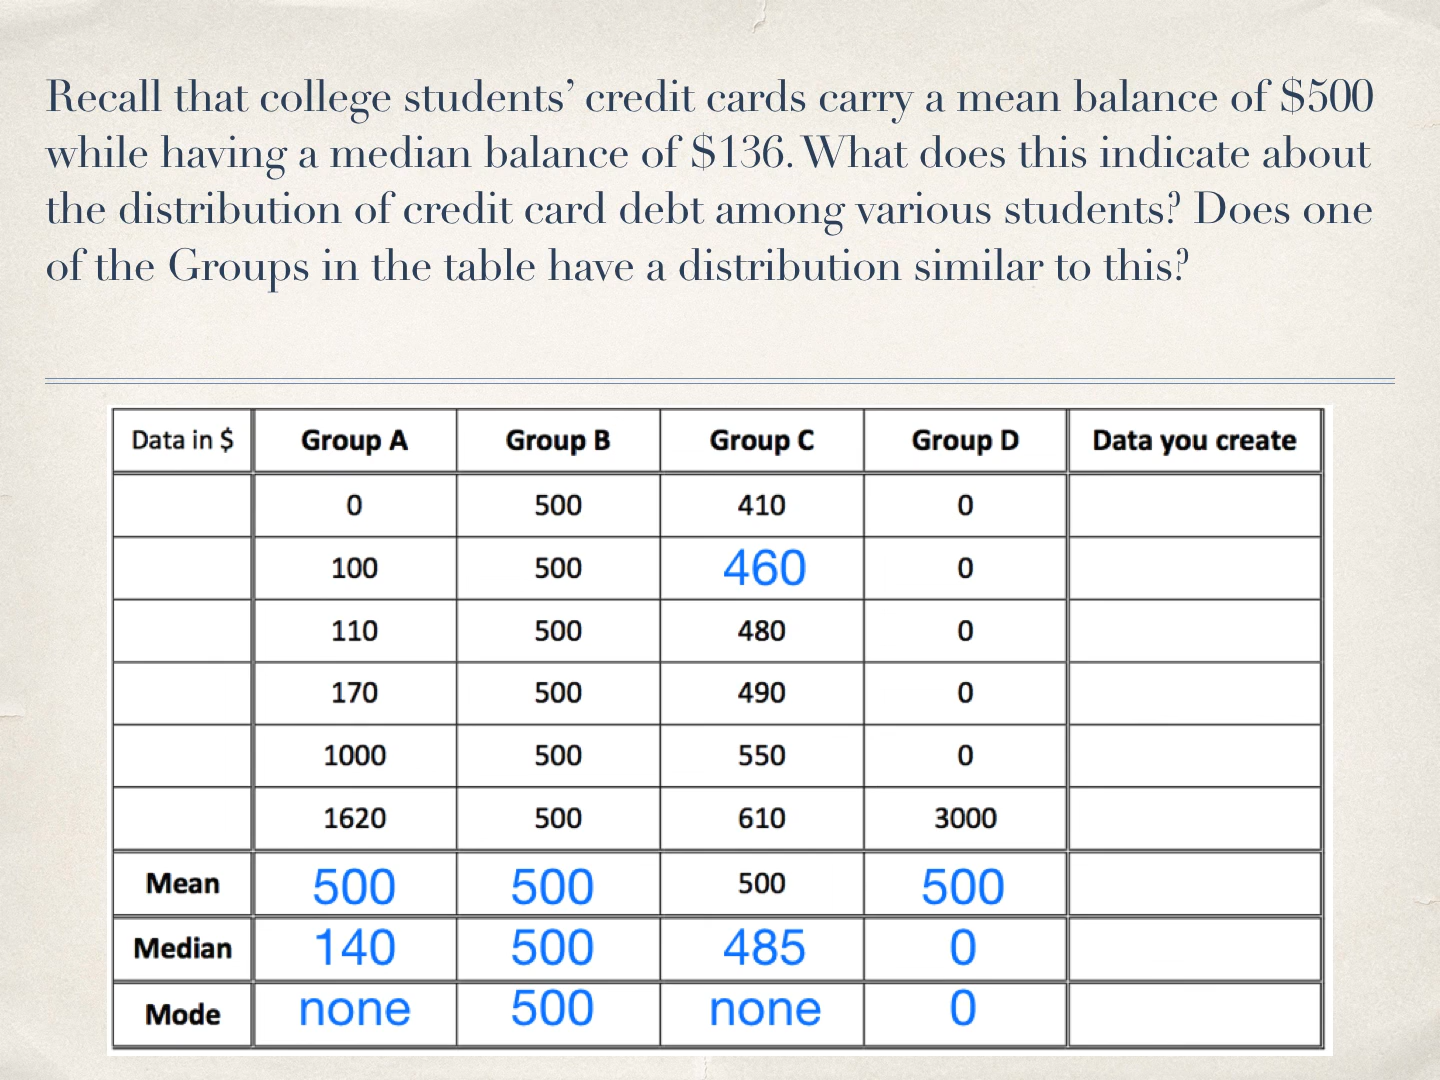 Recall that college students’ credit cards carry a mean balance of $500
while having a median balance of $136. What does this indicate about
the distribution of credit card debt among various students? Does one
of the Groups in the table have a distribution similar to this?
Data in $ Group A Group B Group C Group D Data you create
0 500 410 0
100 500 460 0
110 500 480 0
170 500 490 0
1000 500 550 0
1620 500 610 3000
Mean 500 500 500 500
Median 140 500 485 0
Mode none 500 none 0